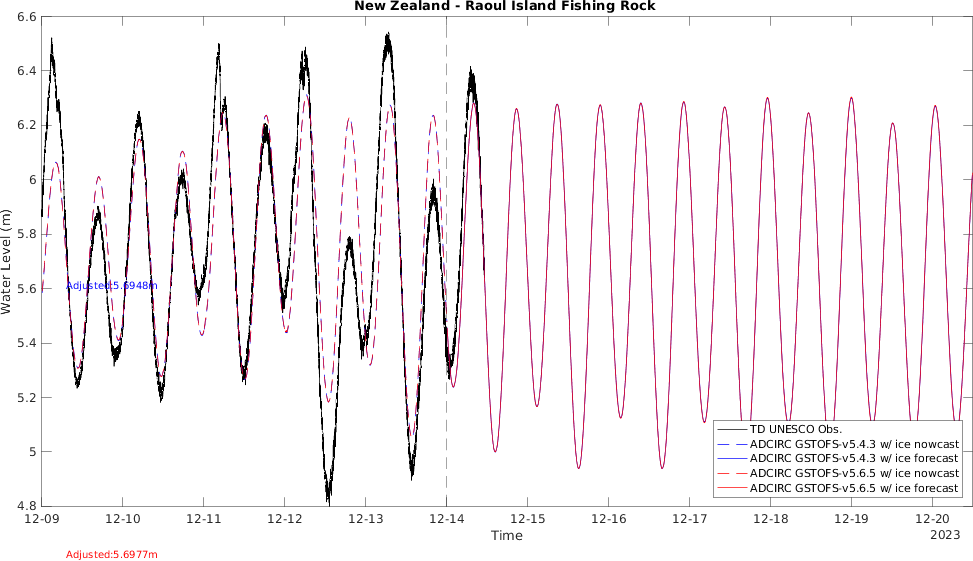 New Zealand - Raoul Island Fishing Rock
6.6
6.4
6.2
6
5.8
5.6
5.4
5.2
5
4.8
Water Level (m)
Adjusted:5.6948m
TD UNESCO Obs.
ADCIRC GSTOFS-v5.4.3 w/ ice nowcast
ADCIRC GSTOFS-v5.4.3 w/ ice forecast
ADCIRC GSTOFS-v5.6.5 w/ ice nowcast
ADCIRC GSTOFS-v5.6.5 w/ ice forecast
12-09 12-10 12-11 12-12 12-13 12-14 12-15 12-16 12-17 12-18 12-19 12-20
Time
2023
Adjusted:5.6977m